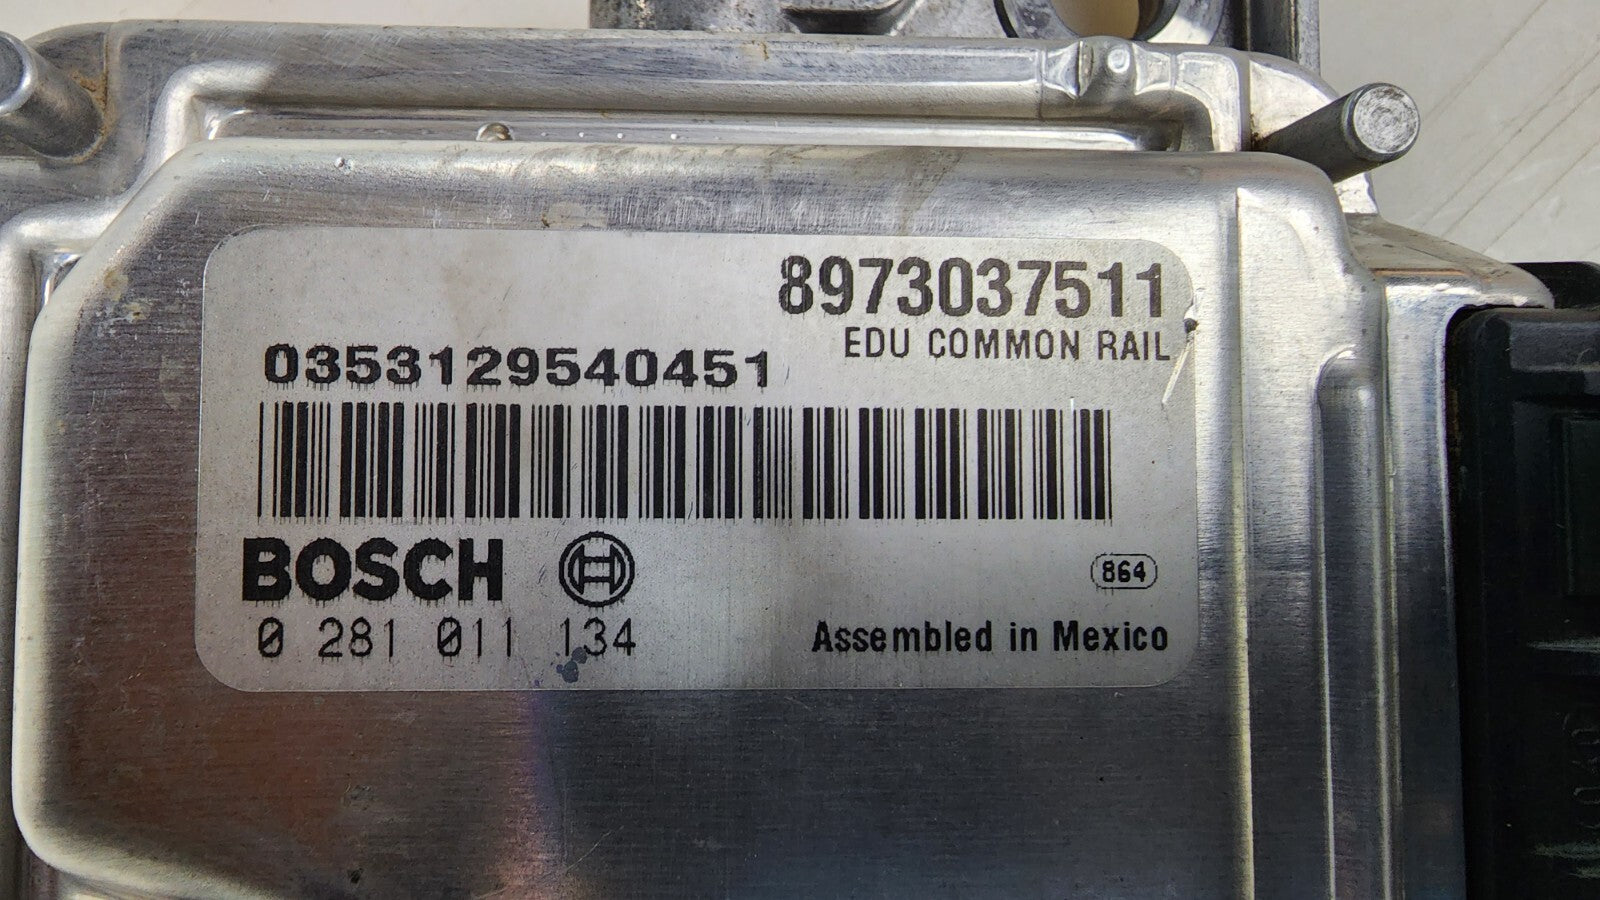 8973037511
EDU COMMON RAIL
0353129540451
BOSCH
864
0 281 011 134
Assembled in Mexico